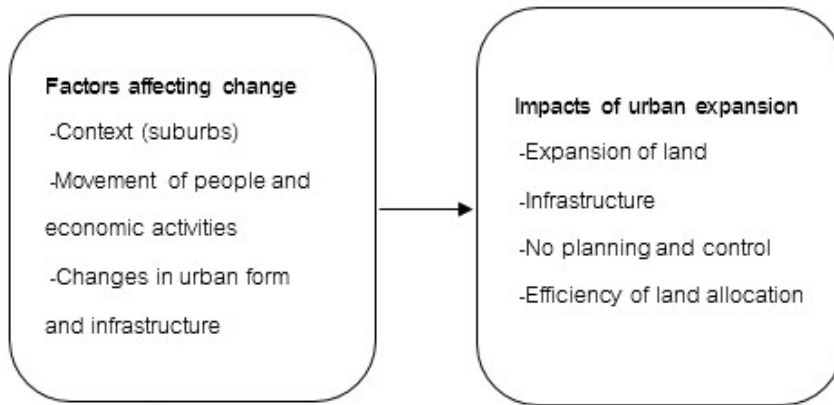 Factors affecting change
-Context (suburbs)
-Movement of people and
economic activities
-Changes in urban form
and infrastructure
Impacts of urban expansion
-Expansion of land
-Infrastructure
-No planning and control
-Efficiency of land allocation